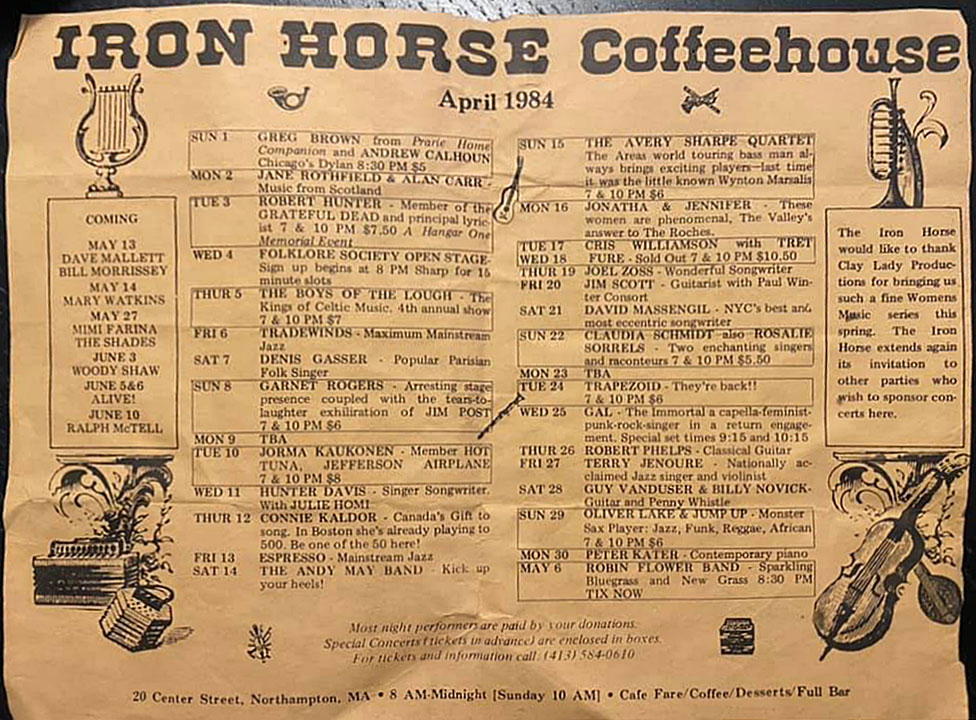 IRON HORSE Coffeehouse
April 1984
COMING
MAY 13
DAVE MALLETT
BILL MORRISSEY
MAY 14
MARY WATKINS
MAY 27
MIMI FARINA
THE SHADES
JUNE 3
WOODY SHAW
JUNE 5&6
ALIVE!
JUNE 10
RALPH McTELL
SUN 1 GREG BROWN from Prarie Home
Companion and ANDREW CALHOUN
Chicago's Dylan 8:30 PM $5
MON 2 JANE ROTHFIELD & ALAN CARR -
Music from Scotland
TUE 3 ROBERT HUNTER - Member of the
GRATEFUL DEAD and principal lyric-
ist 7 & 10 PM $7.50 A Hangar One
Memorial Event
WED 4 FOLKLORE SOCIETY OPEN STAGE-
Sign up begins at 8 PM Sharp for 15
minute slots
THUR 5 THE BOYS OF THE LOUGH - The
Kings of Celtic Music. 4th annual show
7 & 10 PM $7
FRI 6 TRADEWINDS - Maximum Mainstream
Jazz
SAT 7 DENIS GASSER - Popular Parisian
Folk Singer
SUN 8 GARNET ROGERS - Arresting stage
presence coupled with the tears-to-
laughter exhiliration of JIM POST
7 & 10 PM $6
MON 9 TBA
TUE 10 JORMA KAUKONEN - Member HOT
TUNA, JEFFERSON AIRPLANE
7 & 10 PM $8
WED 11 HUNTER DAVIS - Singer Songwriter.
With JULIE HOMI
THUR 12 CONNIE KALDOR - Canada's Gift to
song. In Boston she's already playing to
500. Be one of the 50 here!
FRI 13 ESPRESSO - Mainstream Jazz
SAT 14 THE ANDY MAY BAND - Kick up
your heels!
SUN 15 THE AVERY SHARPE QUARTET
The Areas world touring bass man al-
ways brings exciting players—last time
it was the little known Wynton Marsalis
7 & 10 PM $6
MON 16 JONATHA & JENNIFER - These
women are phenomenal, The Valley's
answer to The Roches.
TUE 17 CRIS WILLIAMSON with TRET
WED 18 FURE - Sold Out 7 & 10 PM $10.50
THUR 19 JOEL ZOSS - Wonderful Songwriter
FRI 20 JIM SCOTT - Guitarist with Paul Win-
ter Consort
SAT 21 DAVID MASSENGIL - NYC's best and
most eccentric songwriter
SUN 22 CLAUDIA SCHMIDT also ROSALIE
SORRELS - Two enchanting singers
and raconteurs 7 & 10 PM $5.50
MON 23 TBA
TUE 24 TRAPEZOID - They're back!!
7 & 10 PM $6
WED 25 GAL - The Immortal a capella-feminist-
punk-rock-singer in a return engage-
ment. Special set times 9:15 and 10:15
THUR 26 ROBERT PHELPS - Classical Guitar
FRI 27 TERRY JENOURE - Nationally ac-
claimed Jazz singer and violinist
SAT 28 GUY VANDUSER & BILLY NOVICK-
Guitar and Penny Whistle
SUN 29 OLIVER LAKE & JUMP UP - Monster
Sax Player: Jazz, Funk, Reggae, African
7 & 10 PM $6
MON 30 PETER KATER - Contemporary piano
MAY 6 ROBIN FLOWER BAND - Sparkling
Bluegrass and New Grass 8:30 PM
TIX NOW
The Iron Horse
would like to thank
Clay Lady Produc-
tions for bringing us
such a fine Womens
Music series this
spring. The Iron
Horse extends again
its invitation to
other parties who
wish to sponsor con-
certs here.
Most night performers are paid by your donations.
Special Concerts (tickets in advance) are enclosed in boxes.
For tickets and information call: (413) 584-0610
20 Center Street, Northampton, MA • 8 AM-Midnight [Sunday 10 AM] • Cafe Fare/Coffee/Desserts/Full Bar